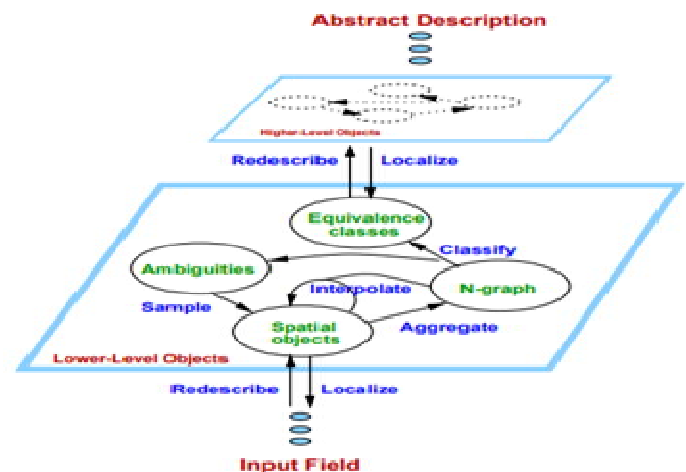 Abstract Description
Higher-Level Objects
Redescribe
Localize
Equivalence
classes
Classify
Ambiguities
Interpolate
N-graph
Sample
Spatial
objects
Aggregate
Lower-Level Objects
Redescribe
Localize
Input Field